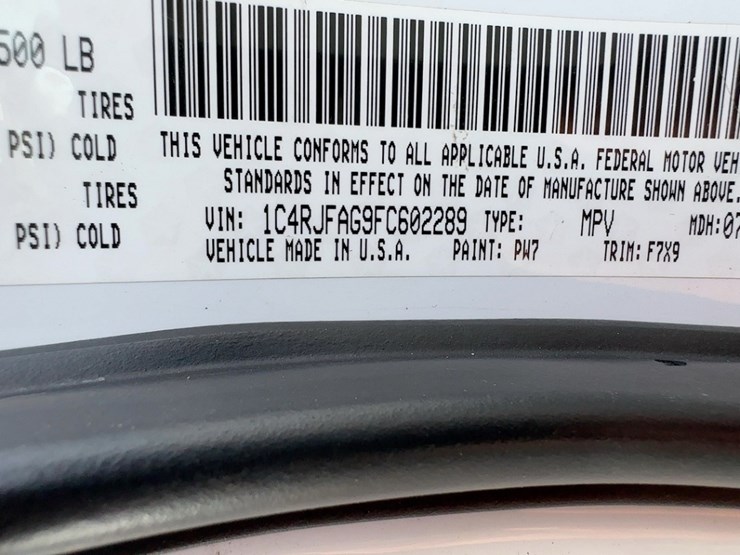 500 LB
TIRES
PSI) COLD
TIRES
PSI) COLD
THIS VEHICLE CONFORMS TO ALL APPLICABLE U.S.A. FEDERAL MOTOR VEH
STANDARDS IN EFFECT ON THE DATE OF MANUFACTURE SHOWN ABOVE.
VIN: 1C4RJFAG9FC602289 TYPE: MPV MDH:07
VEHICLE MADE IN U.S.A. PAINT: PW7 TRIM: F7X9